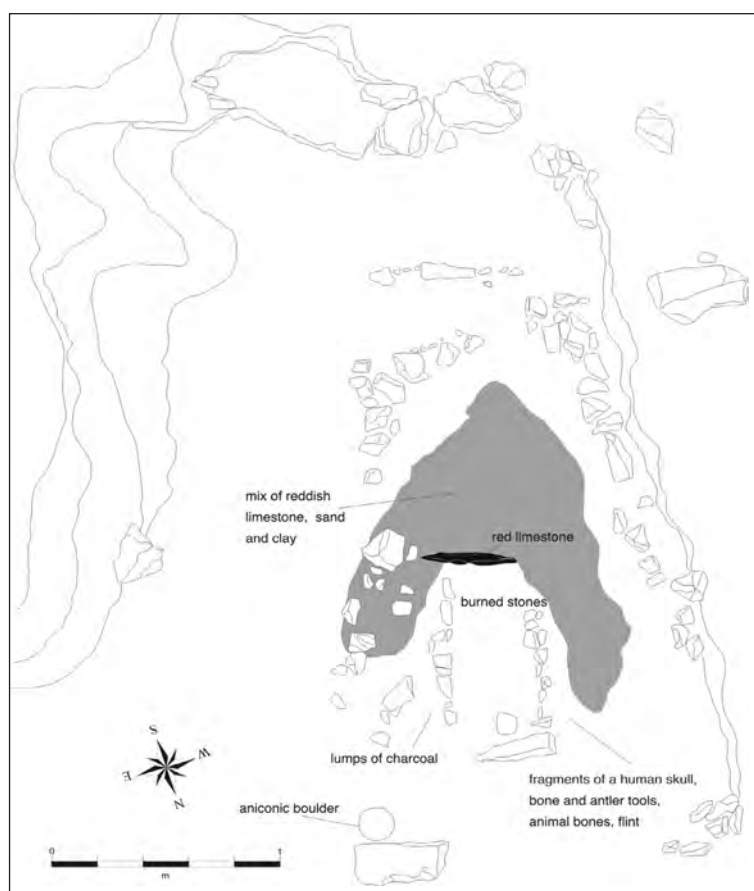 mix of reddish
limestone, sand
and clay
red limestone
burned stones
lumps of charcoal
fragments of a human skull,
bone and antler tools,
animal bones, flint
aniconic boulder
S
W
E
N
0
1
m